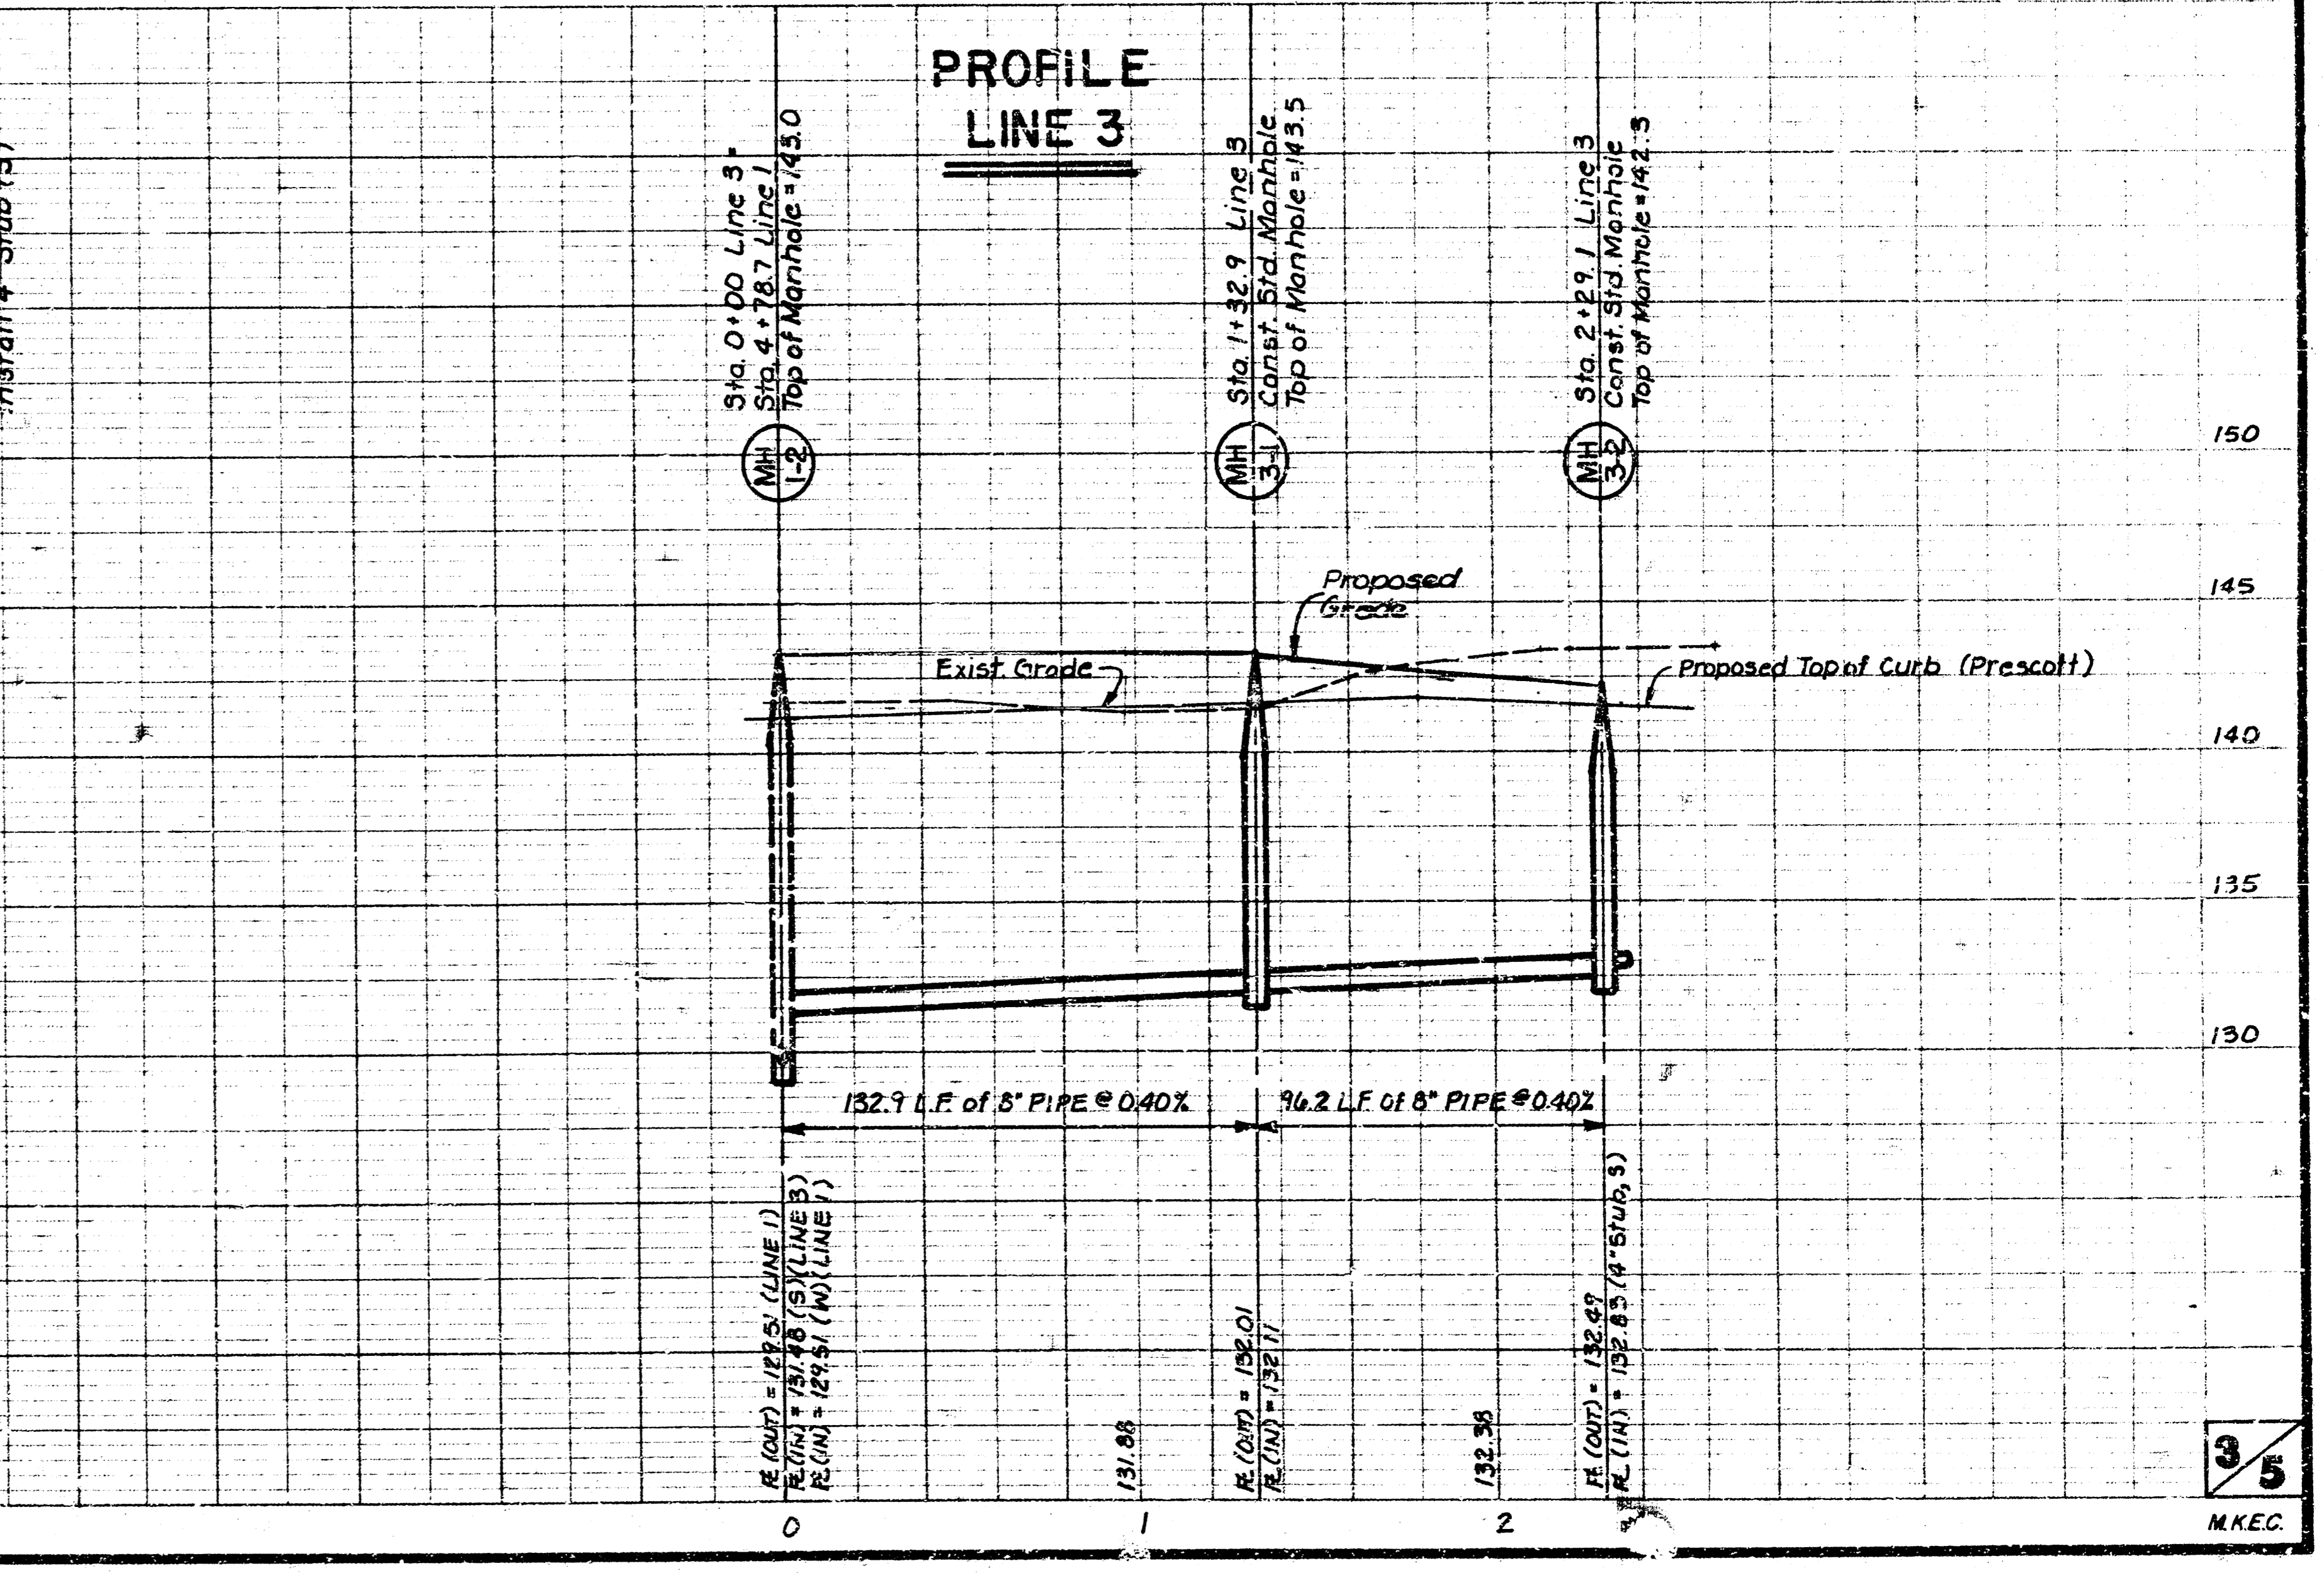 PROFILE
LINE 3
Sta. 0+00 Line 3 =
Sta. 4+78.7 Line 1
Top of Manhole = 143.0
Sta. 1+32.9 Line 3
Const. Std. Manhole
Top of Manhole = 143.5
Sta. 2+29.1 Line 3
Const. Std. Manhole
Top of Manhole = 142.3
MH
1-2
MH
3-1
MH
3-2
150
145
140
135
130
Proposed
Grade
Exist. Grade
Proposed Top of Curb (Prescott)
132.9 L.F. of 8" PIPE @ 0.40%
96.2 L.F. Of 8" PIPE @ 0.40%
FL (OUT) = 129.51 (LINE 1)
FL (IN) = 131.48 (S)(LINE 3)
FL (IN) = 129.51 (W)(LINE 1)
131.88
FL (OUT) = 132.01
FL (IN) = 132.11
132.38
FL (OUT) = 132.49
FL (IN) = 132.83 (4" Stub, S)
0
1
2
3/5
M.K.E.C.